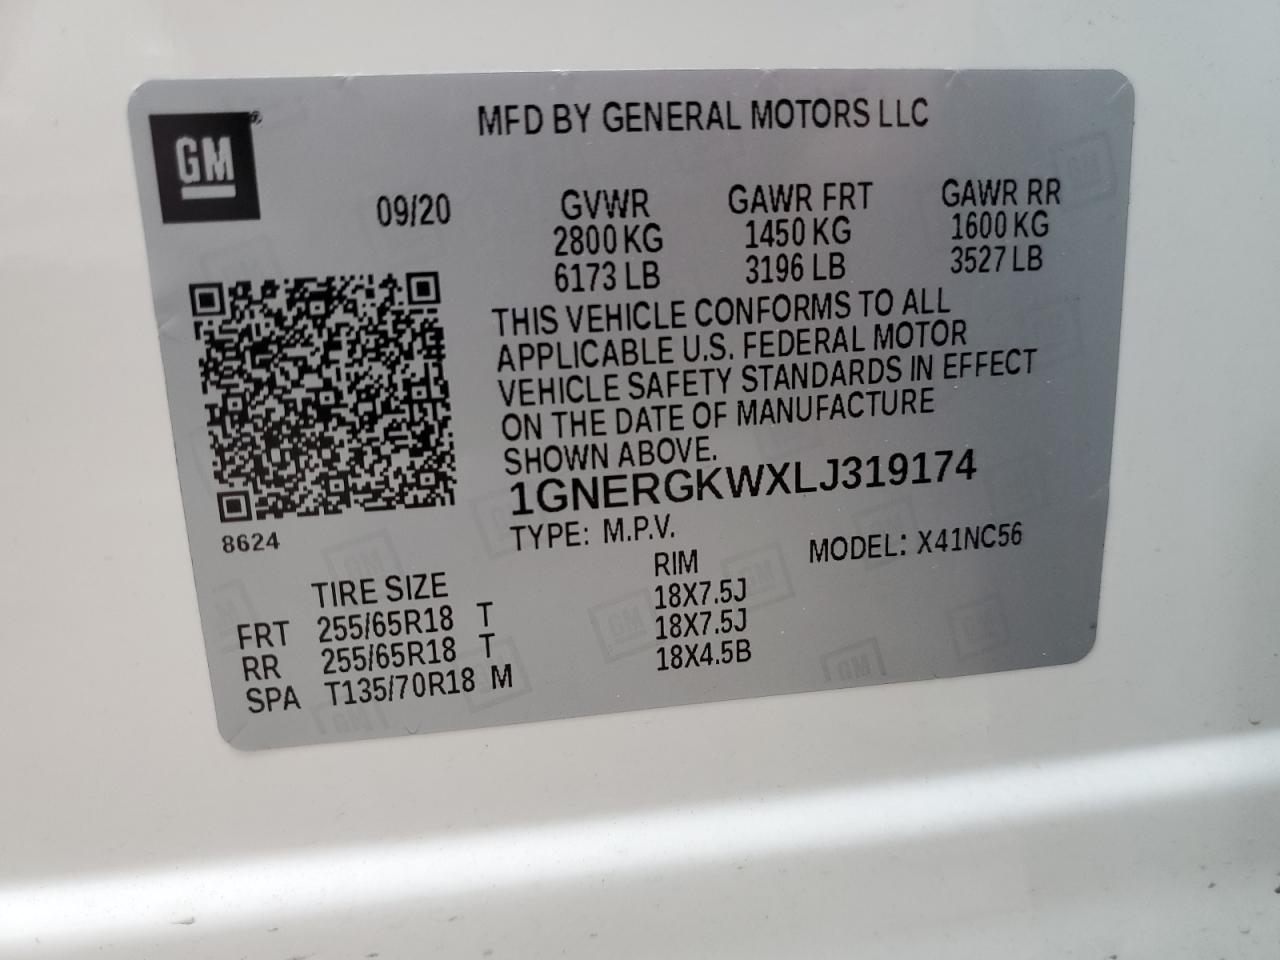 GM
MFD BY GENERAL MOTORS LLC
09/20
GVWR GAWR FRT GAWR RR
2800 KG 1450 KG 1600 KG
6173 LB 3196 LB 3527 LB
THIS VEHICLE CONFORMS TO ALL
APPLICABLE U.S. FEDERAL MOTOR
VEHICLE SAFETY STANDARDS IN EFFECT
ON THE DATE OF MANUFACTURE
SHOWN ABOVE.
1GNERGKWXLJ319174
8624
TYPE: M.P.V. MODEL: X41NC56
TIRE SIZE RIM
FRT 255/65R18 T 18X7.5J
RR 255/65R18 T 18X7.5J
SPA T135/70R18 M 18X4.5B